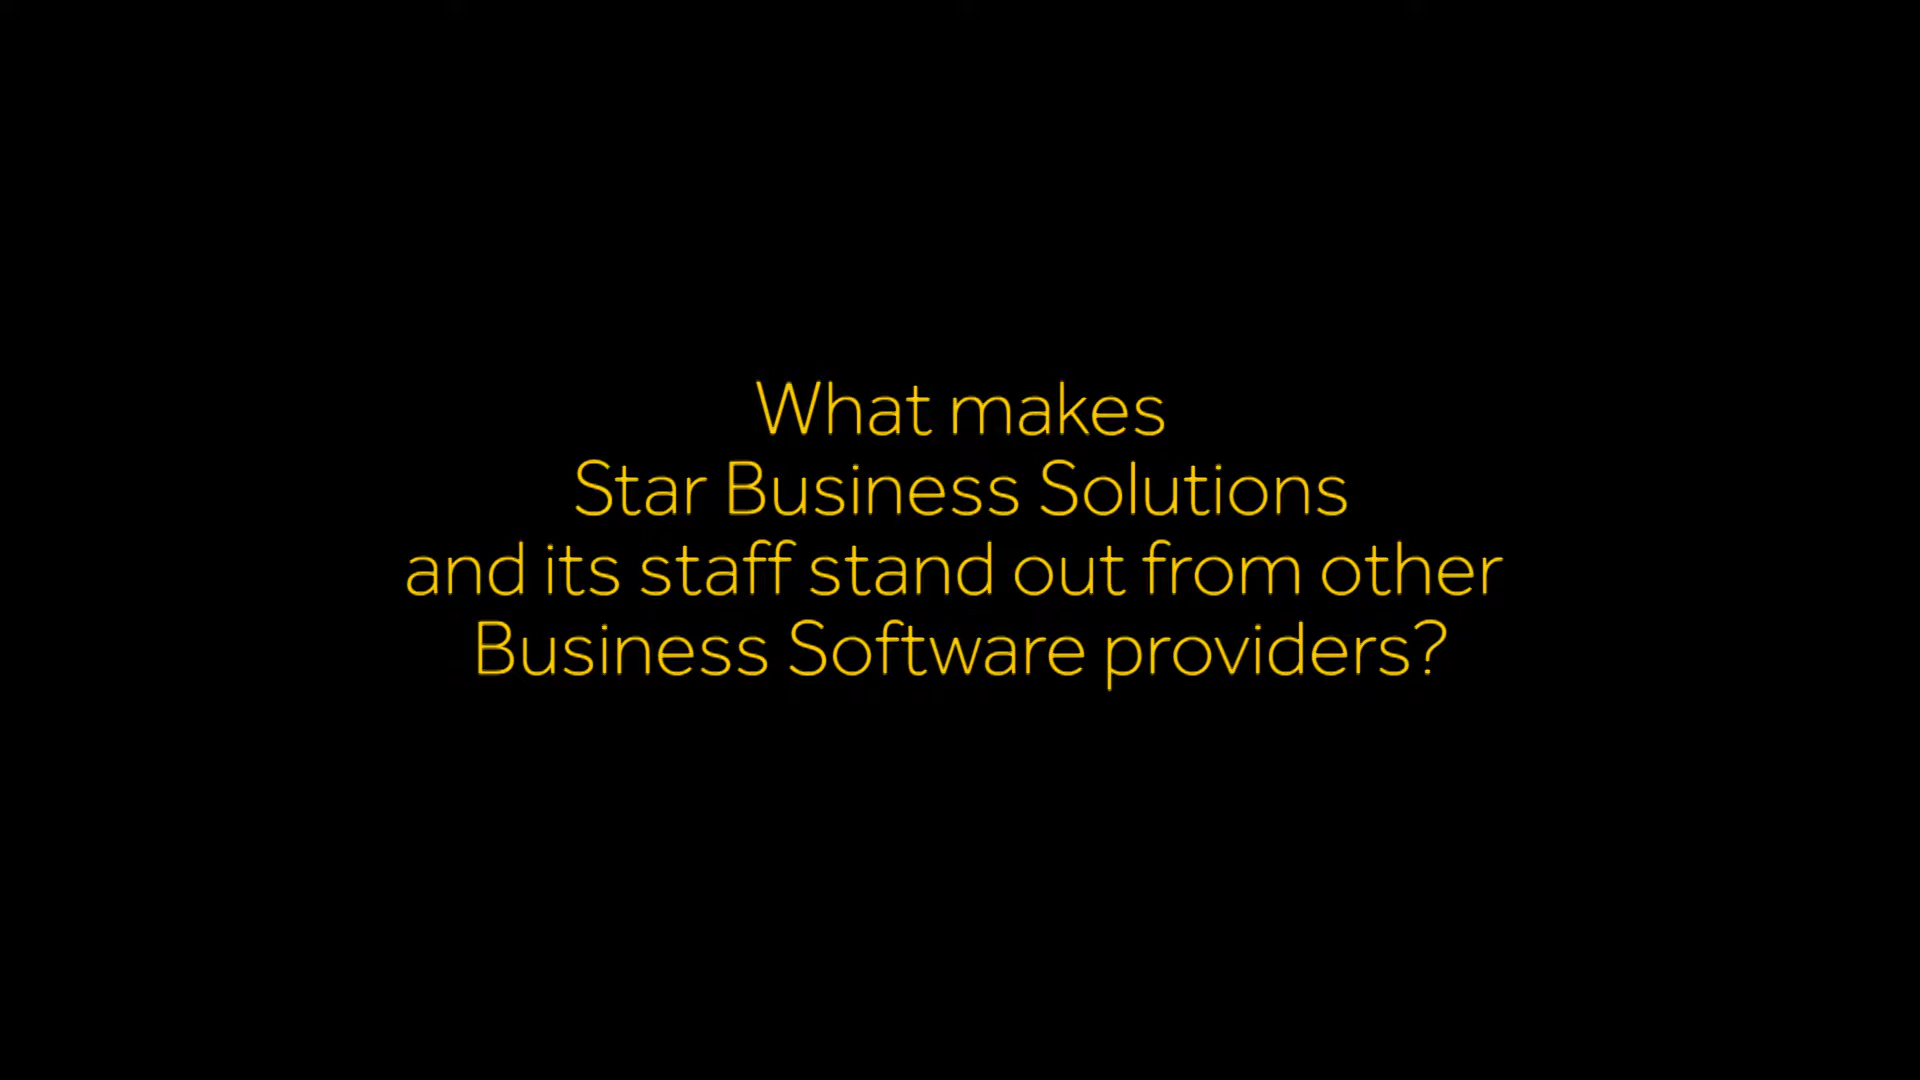 What makes
Star Business Solutions
and its staff stand out from other
Business Software providers?